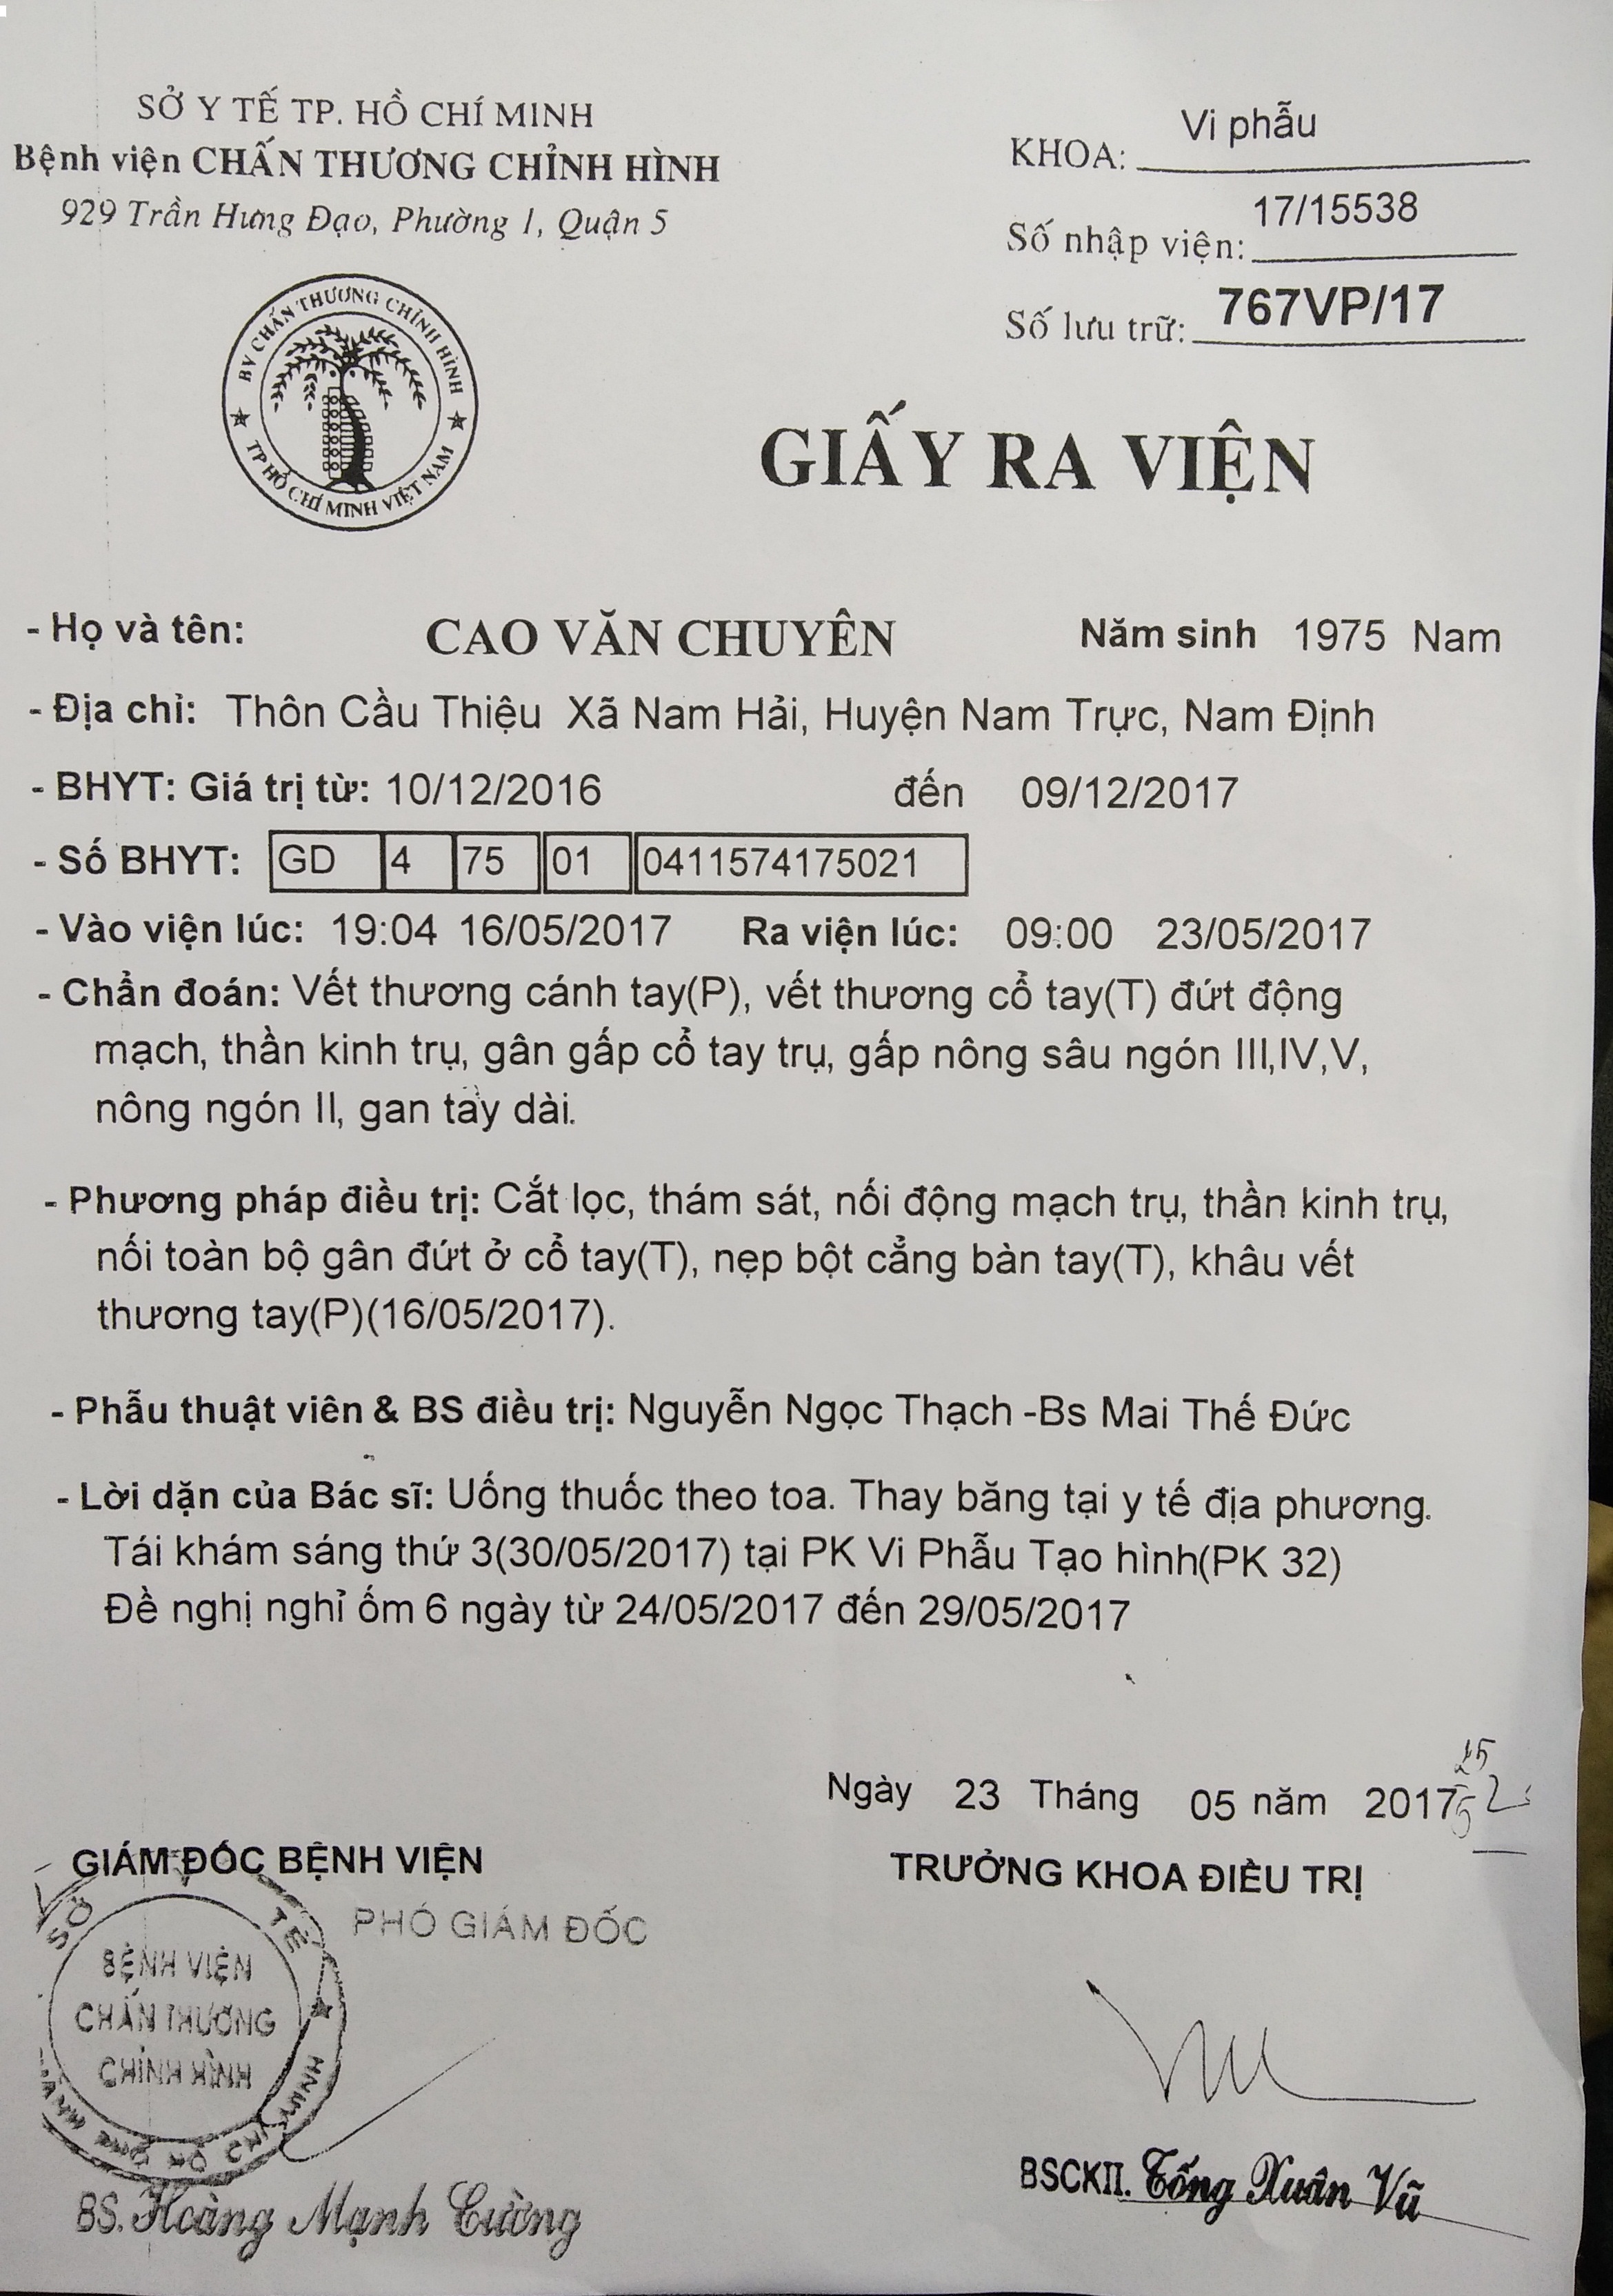 SỞ Y TẾ TP. HỒ CHÍ MINH
Bệnh viện CHẤN THƯƠNG CHỈNH HÌNH
929 Trần Hưng Đạo, Phường 1, Quận 5
KHOA: Vi phẫu
Số nhập viện: 17/15538
Số lưu trữ: 767VP/17
BV CHẤN THƯƠNG CHỈNH HÌNH
TP HỒ CHÍ MINH VIỆT NAM
GIẤY RA VIỆN
- Họ và tên: CAO VĂN CHUYÊN Năm sinh 1975 Nam
- Địa chỉ: Thôn Cầu Thiệu Xã Nam Hải, Huyện Nam Trực, Nam Định
- BHYT: Giá trị từ: 10/12/2016 đến 09/12/2017
- Số BHYT: GD 4 75 01 0411574175021
- Vào viện lúc: 19:04 16/05/2017 Ra viện lúc: 09:00 23/05/2017
- Chẩn đoán: Vết thương cánh tay(P), vết thương cổ tay(T) đứt động
mạch, thần kinh trụ, gân gấp cổ tay trụ, gấp nông sâu ngón III,IV,V,
nông ngón II, gan tay dài.
- Phương pháp điều trị: Cắt lọc, thám sát, nối động mạch trụ, thần kinh trụ,
nối toàn bộ gân đứt ở cổ tay(T), nẹp bột cẳng bàn tay(T), khâu vết
thương tay(P)(16/05/2017).
- Phẫu thuật viên & BS điều trị: Nguyễn Ngọc Thạch -Bs Mai Thế Đức
- Lời dặn của Bác sĩ: Uống thuốc theo toa. Thay băng tại y tế địa phương.
Tái khám sáng thứ 3(30/05/2017) tại PK Vi Phẫu Tạo hình(PK 32)
Đề nghị nghỉ ốm 6 ngày từ 24/05/2017 đến 29/05/2017
Ngày 23 Tháng 05 năm 2017
GIÁM ĐỐC BỆNH VIỆN
TRƯỞNG KHOA ĐIỀU TRỊ
PHÓ GIÁM ĐỐC
SỞ TẾ
BỆNH VIỆN
CHẤN THƯƠNG
CHỈNH HÌNH
PHỐ HỒ CHÍ MINH
BSCKII. Tống Xuân Vũ
BS. Hoàng Mạnh Cường